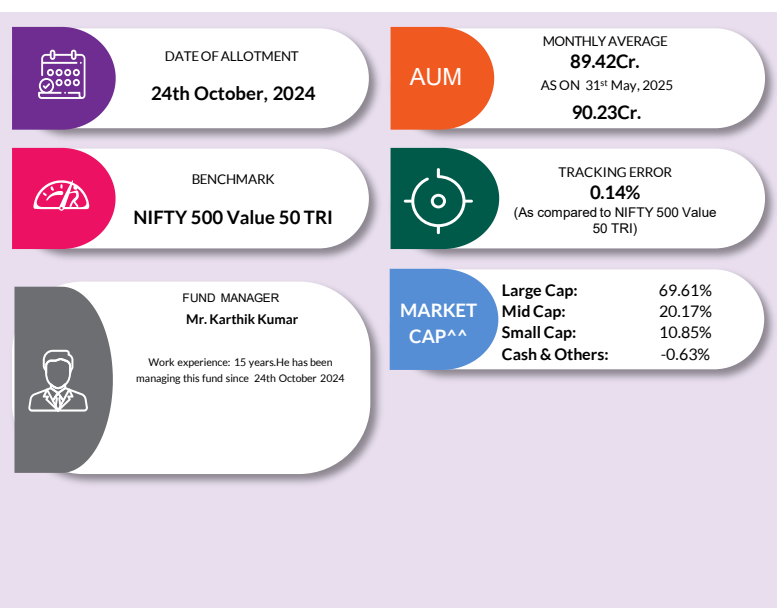 DATE OF ALLOTMENT
24th October, 2024
AUM
MONTHLY AVERAGE
89.42Cr.
AS ON 31st May, 2025
90.23Cr.
BENCHMARK
NIFTY 500 Value 50 TRI
TRACKING ERROR
0.14%
(As compared to NIFTY 500 Value
50 TRI)
FUND MANAGER
Mr. Karthik Kumar
Work experience: 15 years.He has been
managing this fund since 24th October 2024
MARKET
CAP^^
Large Cap: 69.61%
Mid Cap: 20.17%
Small Cap: 10.85%
Cash & Others: -0.63%